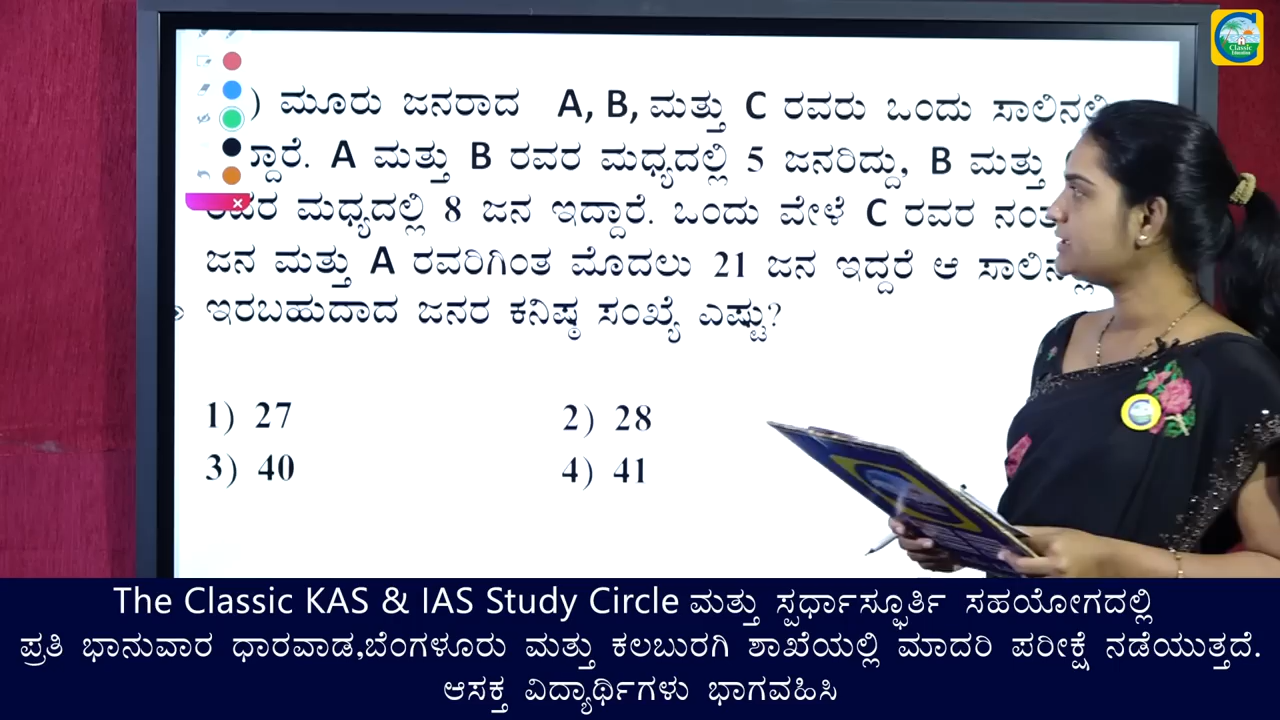 Classic
Education
) ಮೂರು ಜನರಾದ A, B, ಮತ್ತು C ರವರು ಒಂದು ಸಾಲಿನಲ್ಲಿ
ದ್ದಾರೆ. A ಮತ್ತು B ರವರ ಮಧ್ಯದಲ್ಲಿ 5 ಜನರಿದ್ದು, B ಮತ್ತು
ರವರ ಮಧ್ಯದಲ್ಲಿ 8 ಜನ ಇದ್ದಾರೆ. ಒಂದು ವೇಳೆ C ರವರ
ಜನ ಮತ್ತು A ರವರಿಗಿಂತ ಮೊದಲು 21 ಜನ ಇದ್ದರೆ ಆ
ಇರಬಹುದಾದ ಜನರ ಕನಿಷ್ಠ ಸಂಖ್ಯೆ ಎಷ್ಟು?
1) 27 2) 28
3) 40 4) 41
The Classic KAS & IAS Study Circle ಮತ್ತು ಸ್ಪರ್ಧಾಸ್ಫೂರ್ತಿ ಸಹಯೋಗದಲ್ಲಿ
ಪ್ರತಿ ಭಾನುವಾರ ಧಾರವಾಡ,ಬೆಂಗಳೂರು ಮತ್ತು ಕಲಬುರಗಿ ಶಾಖೆಯಲ್ಲಿ ಮಾದರಿ ಪರೀಕ್ಷೆ ನಡೆಯುತ್ತದೆ.
ಆಸಕ್ತ ವಿದ್ಯಾರ್ಥಿಗಳು ಭಾಗವಹಿಸಿ